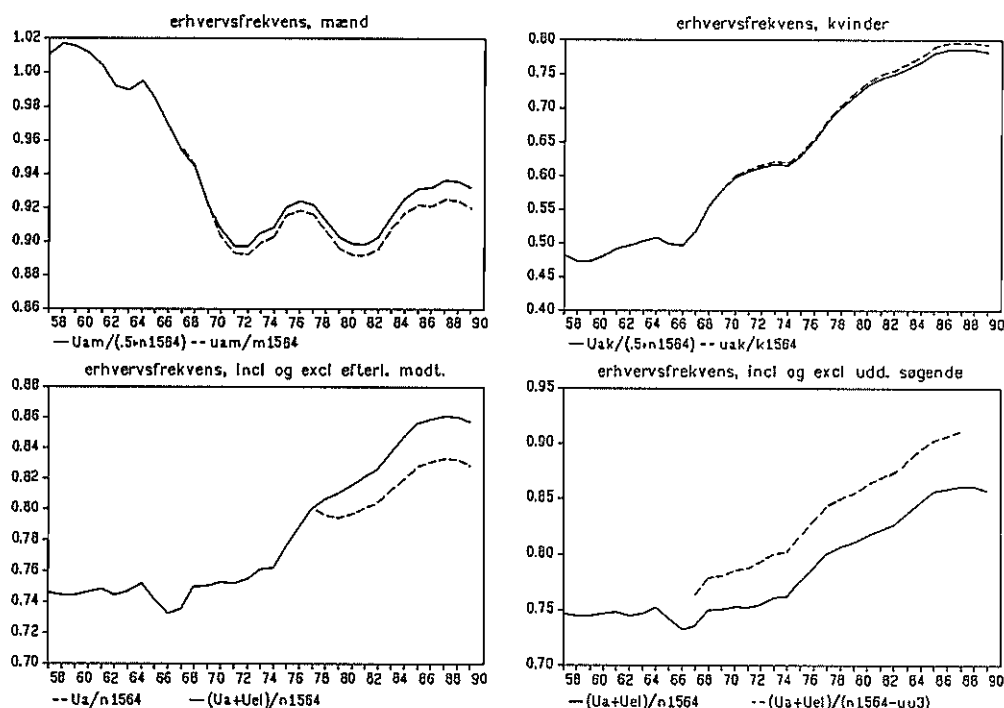 erhvervsfrekvens, mænd
1.02
1.00
0.98
0.96
0.94
0.92
0.90
0.88
0.86
58 60 62 64 66 68 70 72 74 76 78 80 82 84 86 88 90
— Uam/(.5*n1564) -- uam/m1564
erhvervsfrekvens, kvinder
0.80
0.75
0.70
0.65
0.60
0.55
0.50
0.45
0.40
58 60 62 64 66 68 70 72 74 76 78 80 82 84 86 88 90
— Uak/(.5*n1564) -- uak/k1564
erhvervsfrekvens, incl og excl efterl. modt.
0.88
0.86
0.84
0.82
0.80
0.78
0.76
0.74
0.72
0.70
58 60 62 64 66 68 70 72 74 76 78 80 82 84 86 88 90
-- Ua/n1564 — (Ua+Uel)/n1564
erhvervsfrekvens, incl og excl udd. søgende
0.95
0.90
0.85
0.80
0.75
0.70
58 60 62 64 66 68 70 72 74 76 78 80 82 84 86 88 90
— (Ua+Uel)/n1564 -- (Ua+Uel)/(n1564-uu3)